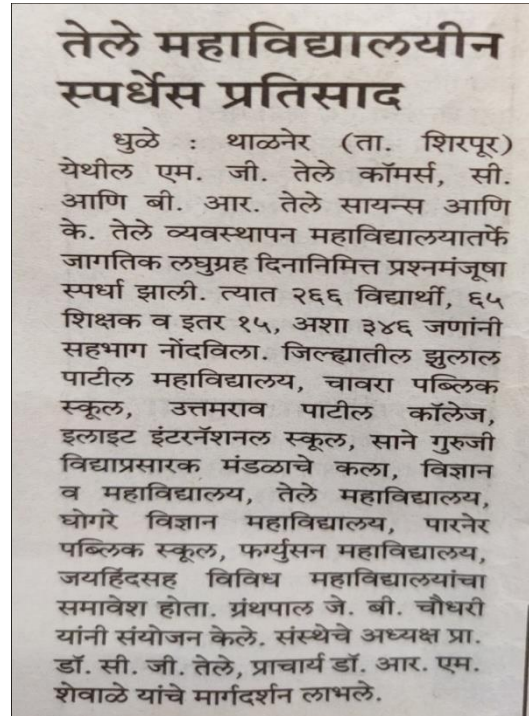 तेले महाविद्यालयीन
स्पर्धेस प्रतिसाद
धुळे : थाळनेर (ता. शिरपूर)
येथील एम. जी. तेले कॉमर्स, सी.
आणि बी. आर. तेले सायन्स आणि
के. तेले व्यवस्थापन महाविद्यालयातर्फे
जागतिक लघुग्रह दिनानिमित्त प्रश्नमंजूषा
स्पर्धा झाली. त्यात २६६ विद्यार्थी, ६५
शिक्षक व इतर १५, अशा ३४६ जणांनी
सहभाग नोंदविला. जिल्ह्यातील झुलाल
पाटील महाविद्यालय, चावरा पब्लिक
स्कूल, उत्तमराव पाटील कॉलेज,
इलाइट इंटरनॅशनल स्कूल, साने गुरुजी
विद्याप्रसारक मंडळाचे कला, विज्ञान
व महाविद्यालय, तेले महाविद्यालय,
घोगरे विज्ञान महाविद्यालय, पारनेर
पब्लिक स्कूल, फर्ग्युसन महाविद्यालय,
जयहिंदसह विविध महाविद्यालयांचा
समावेश होता. ग्रंथपाल जे. बी. चौधरी
यांनी संयोजन केले. संस्थेचे अध्यक्ष प्रा.
डॉ. सी. जी. तेले, प्राचार्य डॉ. आर. एम.
शेवाळे यांचे मार्गदर्शन लाभले.